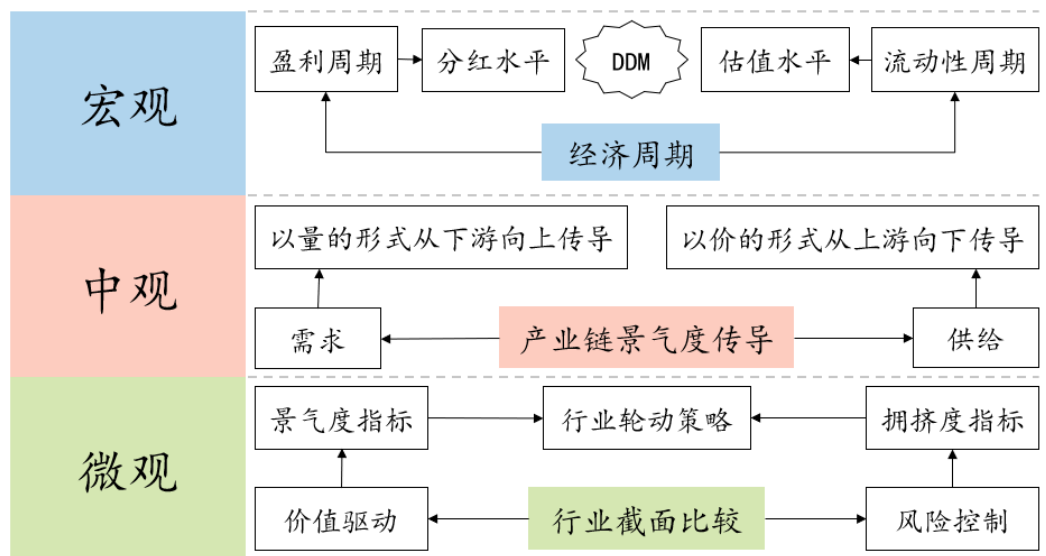 宏观
盈利周期
分红水平
DDM
估值水平
流动性周期
经济周期
中观
以量的形式从下游向上传导
以价的形式从上游向下传导
需求
产业链景气度传导
供给
微观
景气度指标
行业轮动策略
拥挤度指标
价值驱动
行业截面比较
风险控制